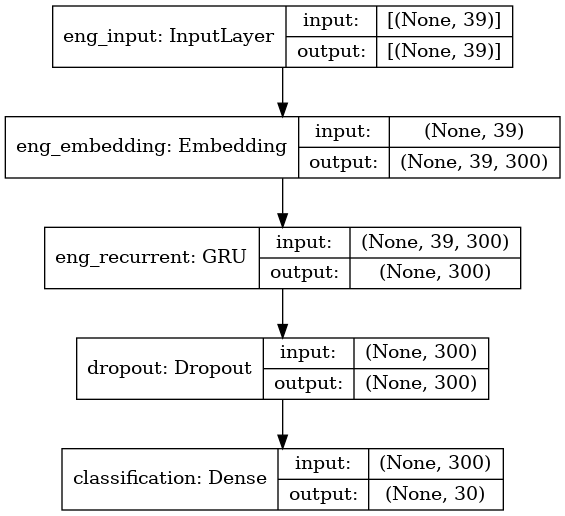 eng_input: InputLayer
input: [(None, 39)]
output: [(None, 39)]
eng_embedding: Embedding
input: (None, 39)
output: (None, 39, 300)
eng_recurrent: GRU
input: (None, 39, 300)
output: (None, 300)
dropout: Dropout
input: (None, 300)
output: (None, 300)
classification: Dense
input: (None, 300)
output: (None, 30)